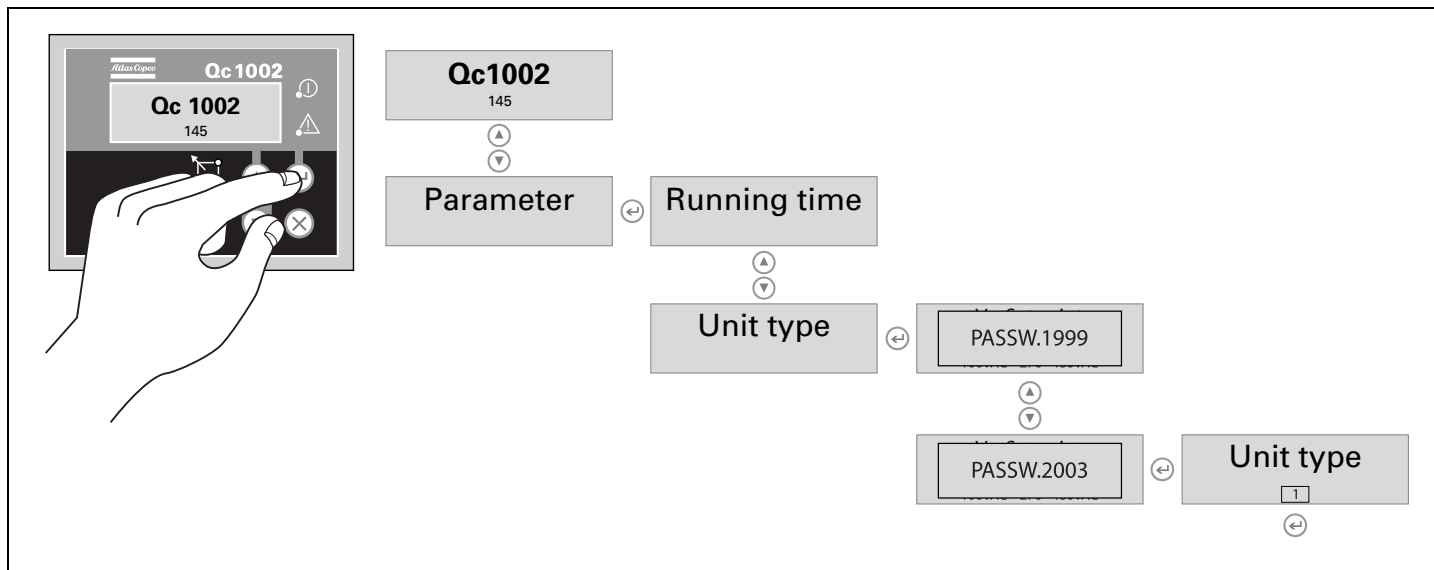 Atlas Copco
Qc1002
Qc 1002
145
Qc1002
145
Parameter
Running time
Unit type
PASSW.1999
PASSW.2003
Unit type
1